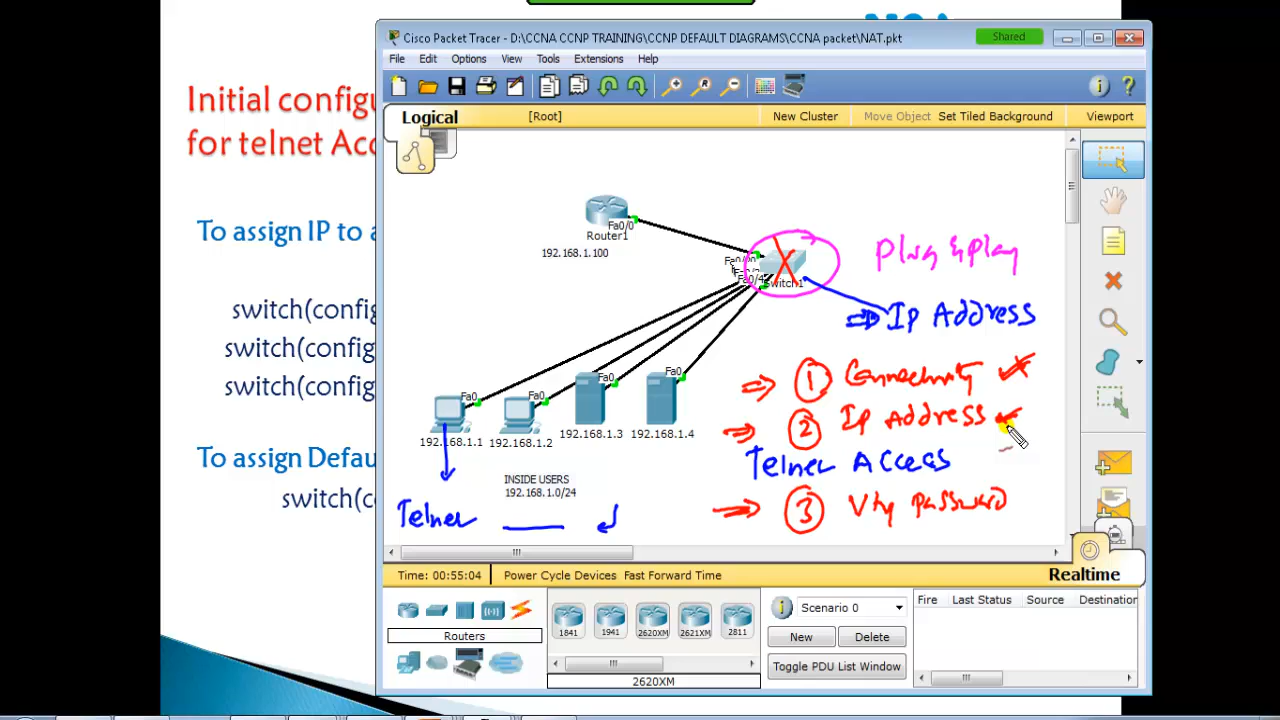 Initial configu
for telnet Acc
To assign IP to a
switch(config
switch(config
switch(config
To assign Defau
switch(co
Cisco Packet Tracer - D:\CCNA CCNP TRAINING\CCNP DEFAULT DIAGRAMS\CCNA packet\NAT.pkt
Shared
File Edit Options View Tools Extensions Help
Logical [Root] New Cluster Move Object Set Tiled Background Viewport
Fa0/0
Router1
192.168.1.100
Switch1
Plug & play
Ip Address
① Connectivity
② Ip Address
Telnet Access
③ Vty password
Fa0 Fa0 Fa0 Fa0
192.168.1.1 192.168.1.2 192.168.1.3 192.168.1.4
INSIDE USERS
192.168.1.0/24
Telnet
Realtime
Time: 00:55:04 Power Cycle Devices Fast Forward Time
Routers
1841 1941 2620XM 2621XM 2811
2620XM
Scenario 0
New Delete
Toggle PDU List Window
Fire Last Status Source Destination